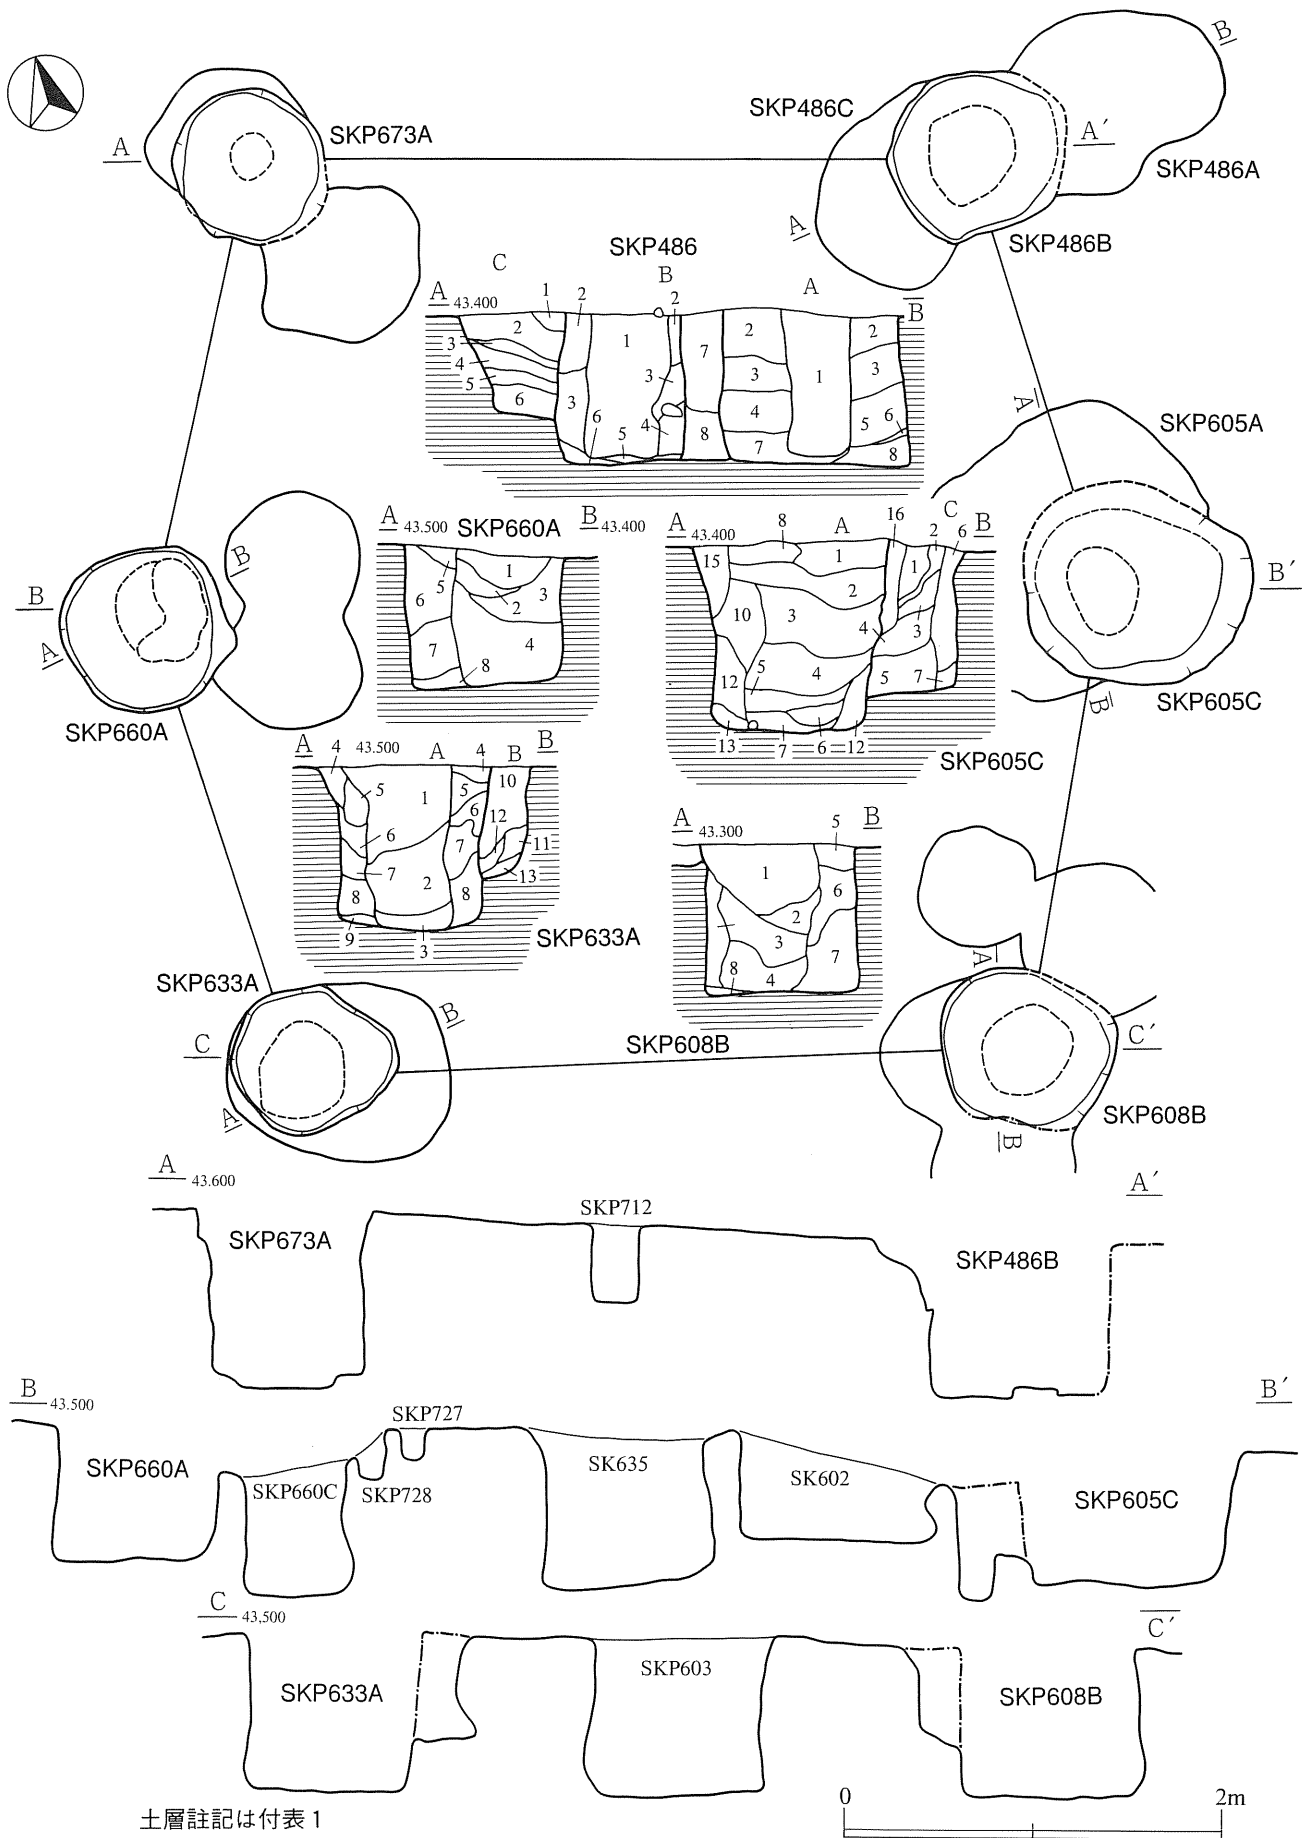 B
SKP486C
SKP673A
A
A′
SKP486A
A
SKP486B
SKP486
C
B
A
A 43.400
1
2
2
B
2
1
7
2
2
3
3
3
3
4
1
5
4
6
3
6
4
5
6
5
8
7
8
A
SKP605A
A 43.500
SKP660A
B 43.400
A 43.400
8
A
16
C
2
6
B
B
B
A
SKP660A
1
5
6
2
3
7
4
8
15
1
1
2
10
3
4
3
5
4
12
5
7
13
7
6
12
B′
B
SKP605C
SKP605C
A
4
43.500
A
4
B
B
10
5
1
5
6
12
6
7
11
7
2
13
8
8
9
3
SKP633A
A 43.300
5
B
1
6
2
3
7
8
4
SKP633A
B
C
A
SKP608B
A
C′
SKP608B
B
A 43.600
A′
SKP712
SKP673A
SKP486B
B 43.500
B′
SKP727
SKP660A
SK635
SKP660C
SKP728
SK602
SKP605C
C 43,500
C′
SKP603
SKP633A
SKP608B
0
2m
土層註記は付表1